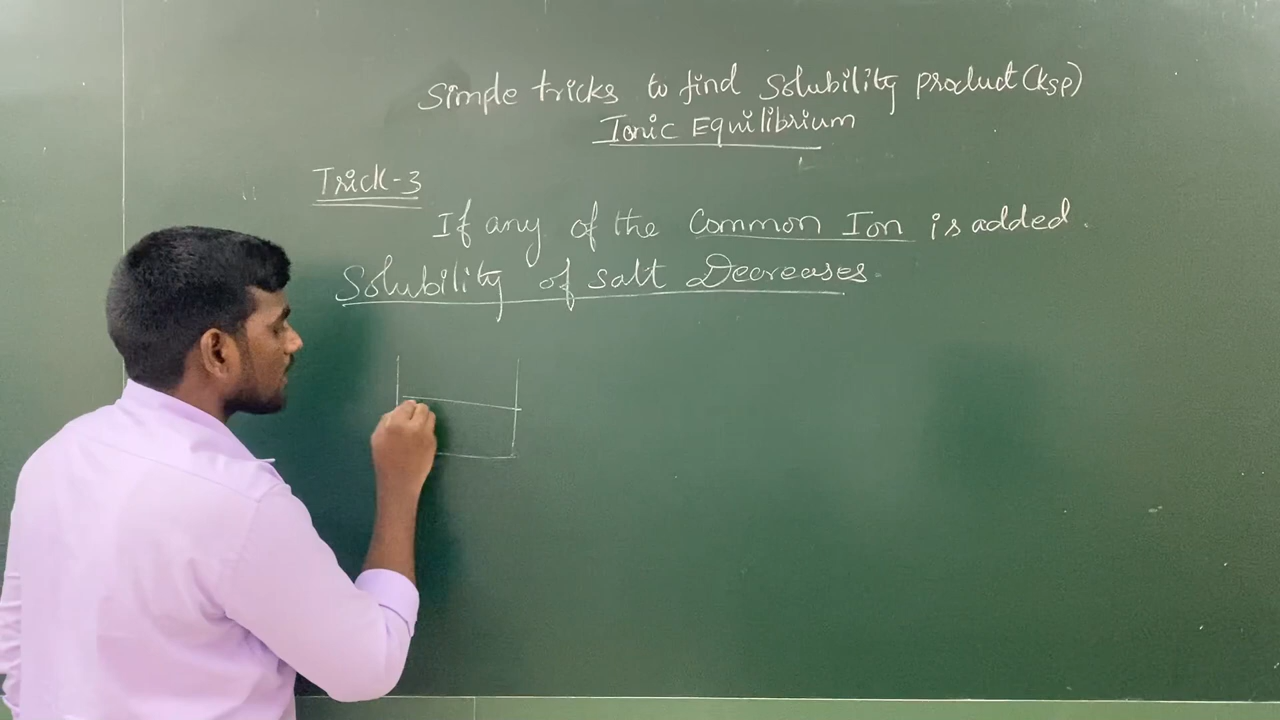 Simple tricks to find Solubility product (Ksp)
Ionic Equilibrium
Trick-3
If any of the Common Ion is added.
Solubility of salt Decreases.